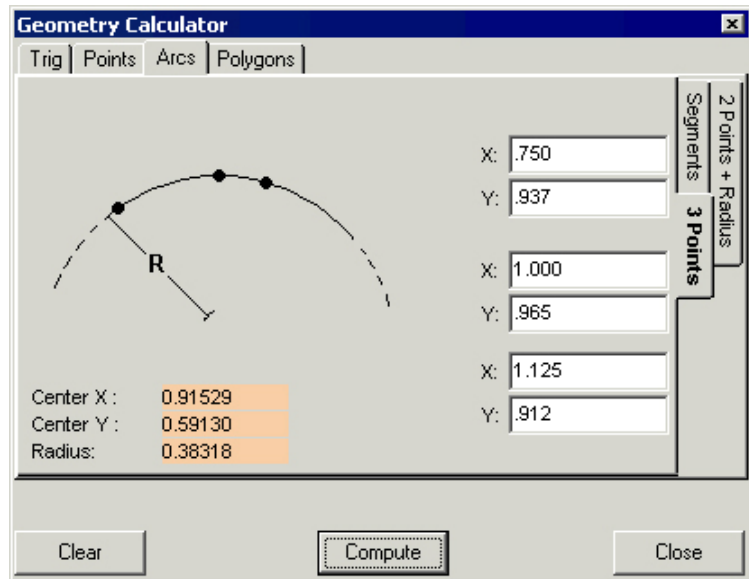 Geometry Calculator
Trig Points Arcs Polygons
X: .750
Y: .937
X: 1.000
Y: .965
X: 1.125
Y: .912
R
Center X : 0.91529
Center Y : 0.59130
Radius: 0.38318
Segments
3 Points
2 Points + Radius
Clear Compute Close